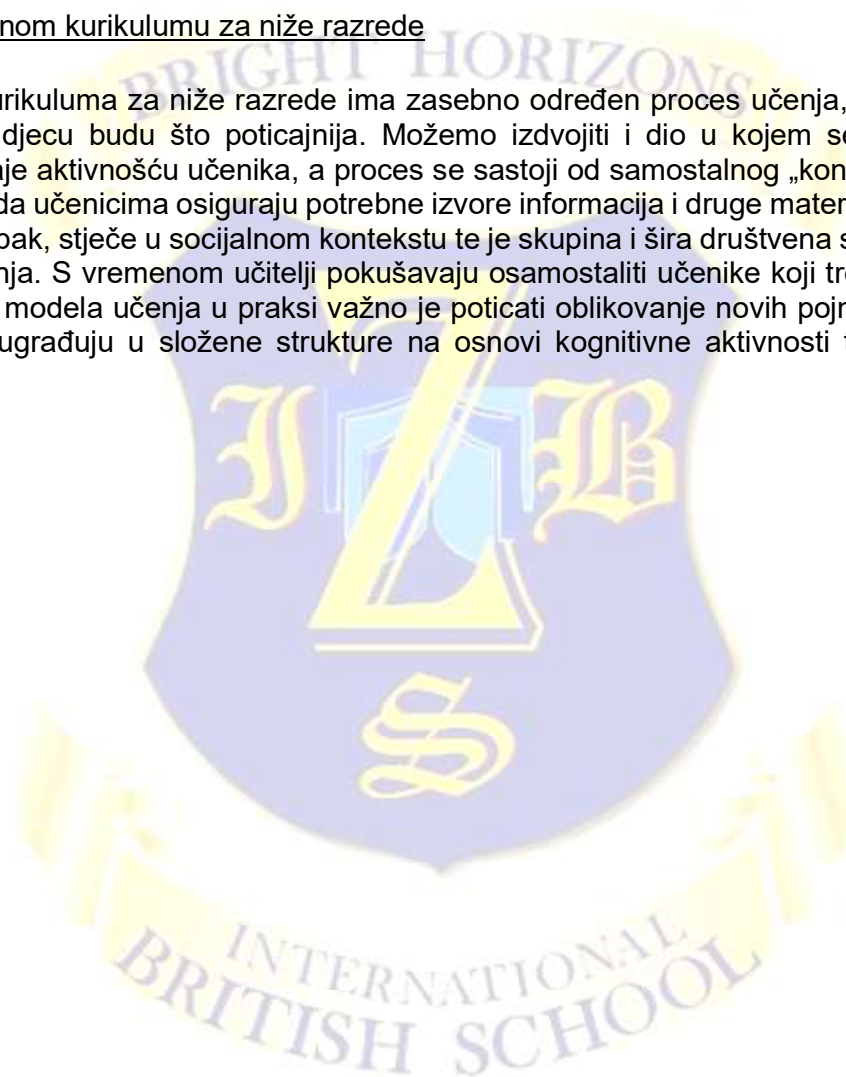 nom kurikulumu za niže razrede
urikuluma za niže razrede ima zasebno određen proces učenja,
djecu budu što poticajnija. Možemo izdvojiti i dio u kojem se
je aktivnošću učenika, a proces se sastoji od samostalnog „kon
da učenicima osiguraju potrebne izvore informacija i druge mater
pak, stječe u socijalnom kontekstu te je skupina i šira društvena s
nja. S vremenom učitelji pokušavaju osamostaliti učenike koji tre
modela učenja u praksi važno je poticati oblikovanje novih pojm
ugrađuju u složene strukture na osnovi kognitivne aktivnosti t
BRIGHT HORIZONS
I Z B
S
INTERNATIONAL
BRITISH SCHOOL